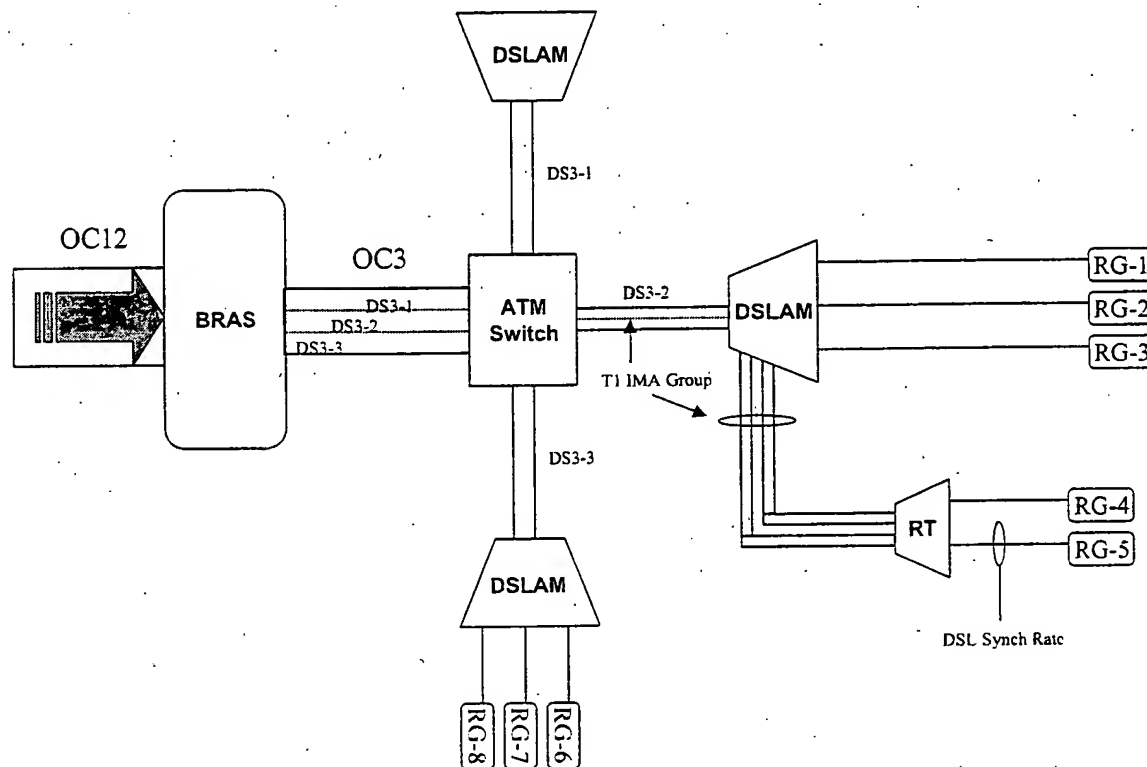 DSLAM
DS3-1
OC12
OC3
BRAS
DS3-1
DS3-2
DS3-3
ATM
Switch
DS3-2
DSLAM
RG-1
RG-2
RG-3
T1 IMA Group
DS3-3
RT
RG-4
RG-5
DSLAM
DSL Synch Rate
RG-8
RG-7
RG-6